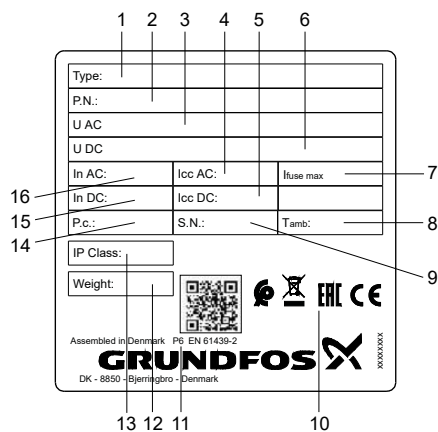 1 2 3 4 5 6
Type:
P.N.:
U AC
U DC
In AC: Icc AC: Ifuse max 7
16
In DC: Icc DC:
15
P.c.: S.N.: Tamb: 8
14
IP Class: 9
Weight:
EAC CE
Assembled in Denmark P6 EN 61439-2
GRUNDFOS X
XXXXXXXX
DK - 8850 - Bjerringbro - Denmark
13 12 11 10